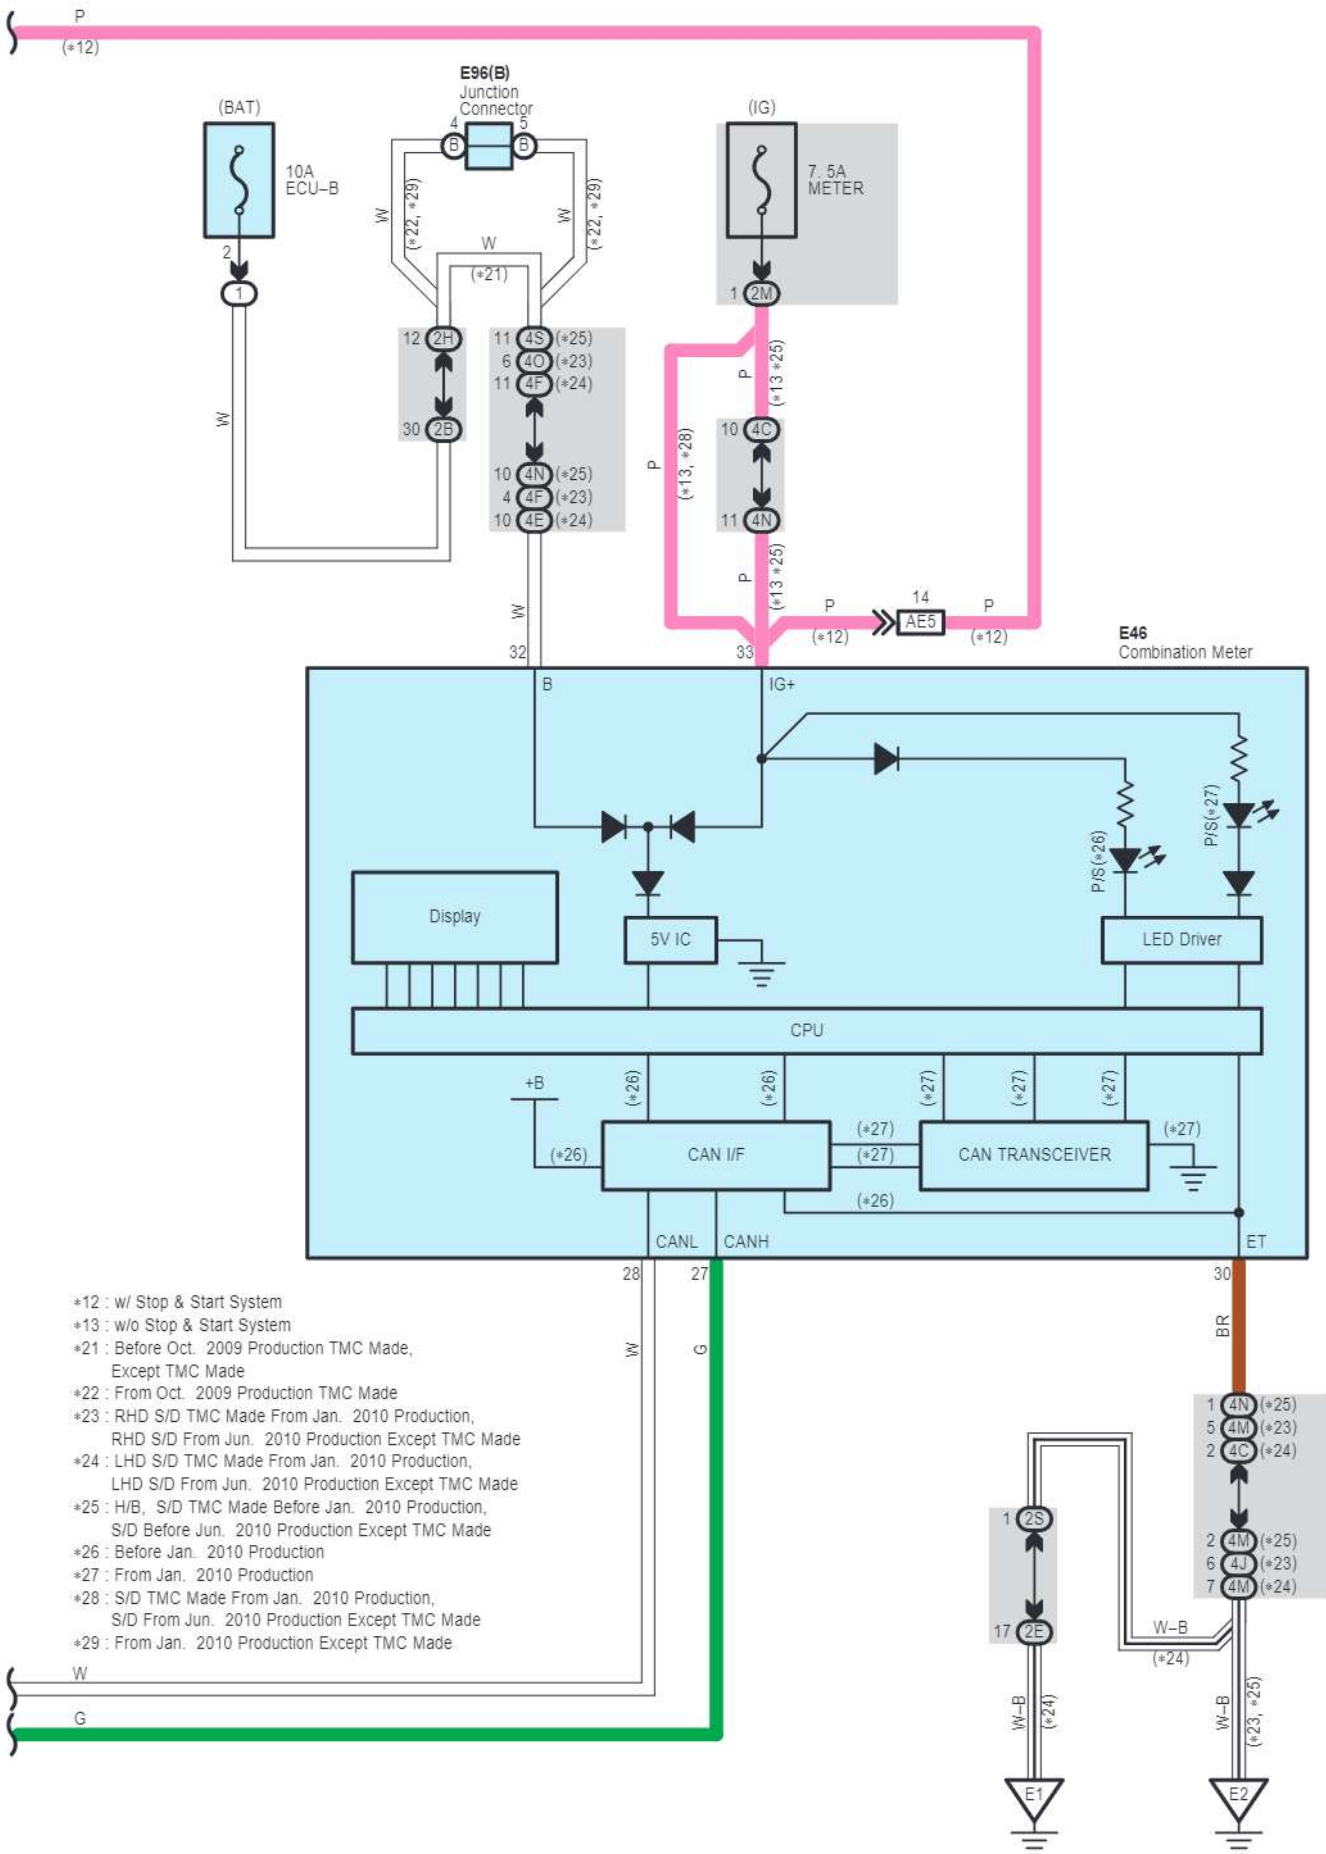 P
(*12)
E96(B)
Junction
Connector
(BAT)
10A
ECU–B
2
1
4
B
5
B
W
(*22, *29)
W
(*22, *29)
W
(*21)
(IG)
7. 5A
METER
1 2M
12 2H
30 2B
11 4S (*25)
6 4O (*23)
11 4F (*24)
10 4N (*25)
4 4F (*23)
10 4E (*24)
W
P
(*13 *25)
10 4C
11 4N
P
(*13, *28)
P
(*13 *25)
P
(*12)
14
AE5
P
(*12)
W
32
33
E46
Combination Meter
B
IG+
P/S(*26)
P/S(*27)
Display
5V IC
LED Driver
CPU
+B
(*26)
(*26)
(*27)
(*27)
(*27)
(*26)
CAN I/F
(*27)
(*27)
CAN TRANSCEIVER
(*27)
(*26)
CANL
CANH
ET
28
27
30
W
G
BR
*12 : w/ Stop & Start System
*13 : w/o Stop & Start System
*21 : Before Oct. 2009 Production TMC Made,
Except TMC Made
*22 : From Oct. 2009 Production TMC Made
*23 : RHD S/D TMC Made From Jan. 2010 Production,
RHD S/D From Jun. 2010 Production Except TMC Made
*24 : LHD S/D TMC Made From Jan. 2010 Production,
LHD S/D From Jun. 2010 Production Except TMC Made
*25 : H/B, S/D TMC Made Before Jan. 2010 Production,
S/D Before Jun. 2010 Production Except TMC Made
*26 : Before Jan. 2010 Production
*27 : From Jan. 2010 Production
*28 : S/D TMC Made From Jan. 2010 Production,
S/D From Jun. 2010 Production Except TMC Made
*29 : From Jan. 2010 Production Except TMC Made
1 4N (*25)
5 4M (*23)
2 4C (*24)
2 4M (*25)
6 4J (*23)
7 4M (*24)
1 2S
17 2E
W–B
(*24)
W–B
(*24)
W–B
(*23, *25)
W
G
E1
E2